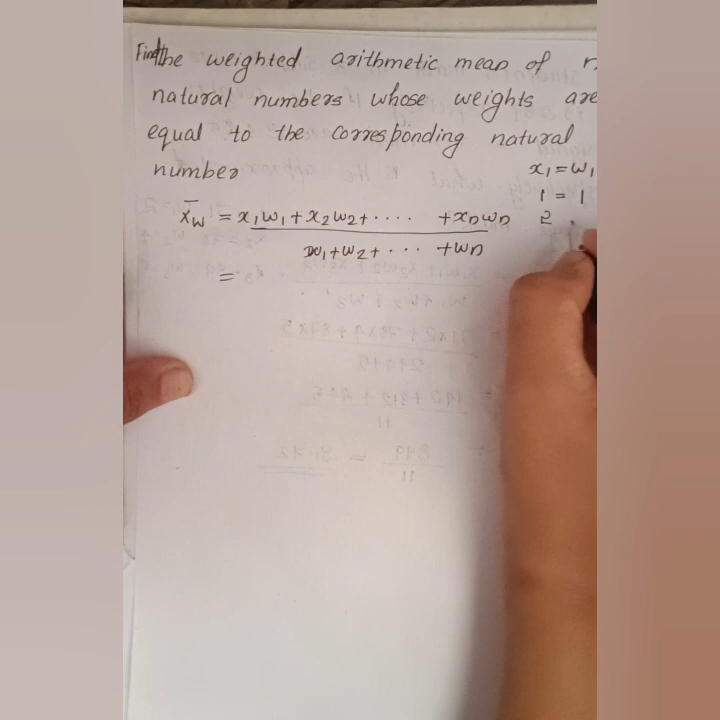 Find the weighted arithmetic mean of n
natural numbers whose weights are
equal to the corresponding natural
number
x₁ = w₁
1 = 1
2
x̄w = x₁w₁ + x₂w₂ + .... + xnwn
w₁ + w₂ + ... + wn
=